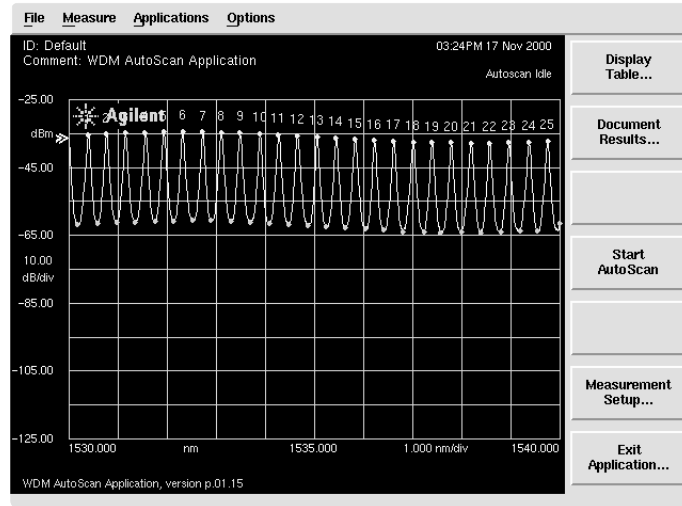 File Measure Applications Options
ID: Default
03:24PM 17 Nov 2000
Comment: WDM AutoScan Application
Autoscan Idle
Display
Table...
Document
Results...
Start
AutoScan
Measurement
Setup...
Exit
Application...
-25.00
dBm
-45.00
-65.00
10.00
dB/div
-85.00
-105.00
-125.00
Agilent
6 7 8 9 10 11 12 13 14 15 16 17 18 19 20 21 22 23 24 25
1530.000 nm 1535.000 1.000 nm/div 1540.000
WDM AutoScan Application, version p.01.15